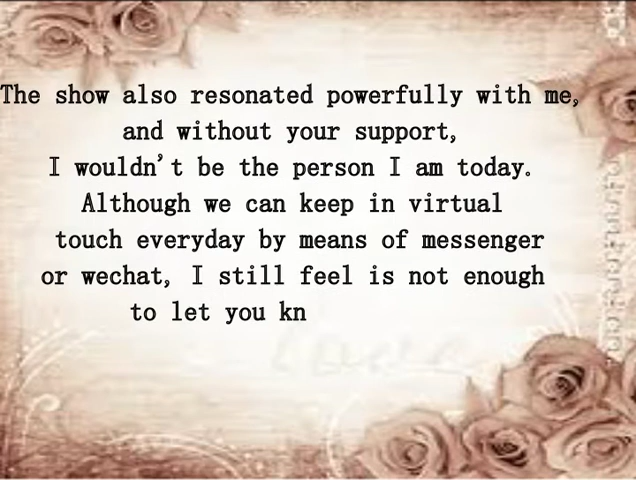 The show also resonated powerfully with me,
and without your support,
I wouldn't be the person I am today.
Although we can keep in virtual
touch everyday by means of messenger
or wechat, I still feel is not enough
to let you kn